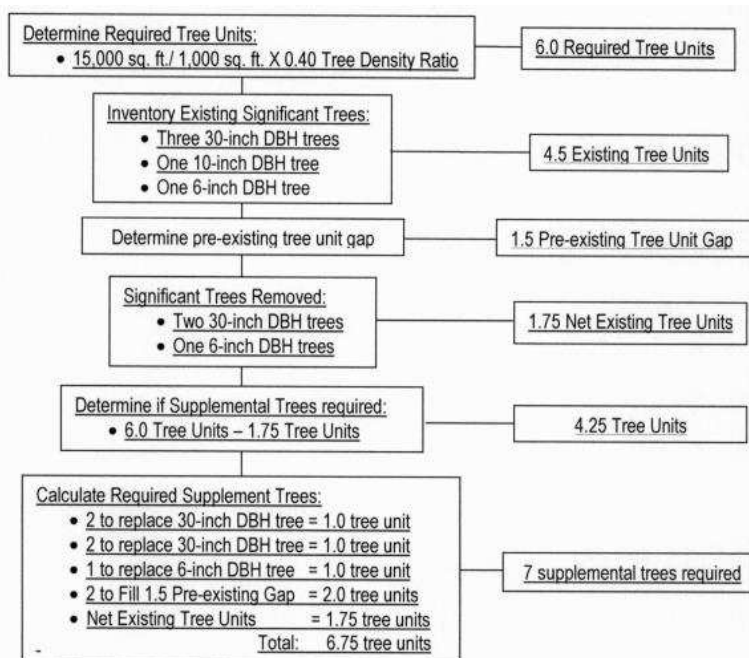 Determine Required Tree Units:
• 15,000 sq. ft./ 1,000 sq. ft. X 0.40 Tree Density Ratio
6.0 Required Tree Units
Inventory Existing Significant Trees:
• Three 30-inch DBH trees
• One 10-inch DBH tree
• One 6-inch DBH tree
4.5 Existing Tree Units
Determine pre-existing tree unit gap
1.5 Pre-existing Tree Unit Gap
Significant Trees Removed:
• Two 30-inch DBH trees
• One 6-inch DBH trees
1.75 Net Existing Tree Units
Determine if Supplemental Trees required:
• 6.0 Tree Units – 1.75 Tree Units
4.25 Tree Units
Calculate Required Supplement Trees:
• 2 to replace 30-inch DBH tree = 1.0 tree unit
• 2 to replace 30-inch DBH tree = 1.0 tree unit
• 1 to replace 6-inch DBH tree = 1.0 tree unit
• 2 to Fill 1.5 Pre-existing Gap = 2.0 tree units
• Net Existing Tree Units = 1.75 tree units
Total: 6.75 tree units
7 supplemental trees required